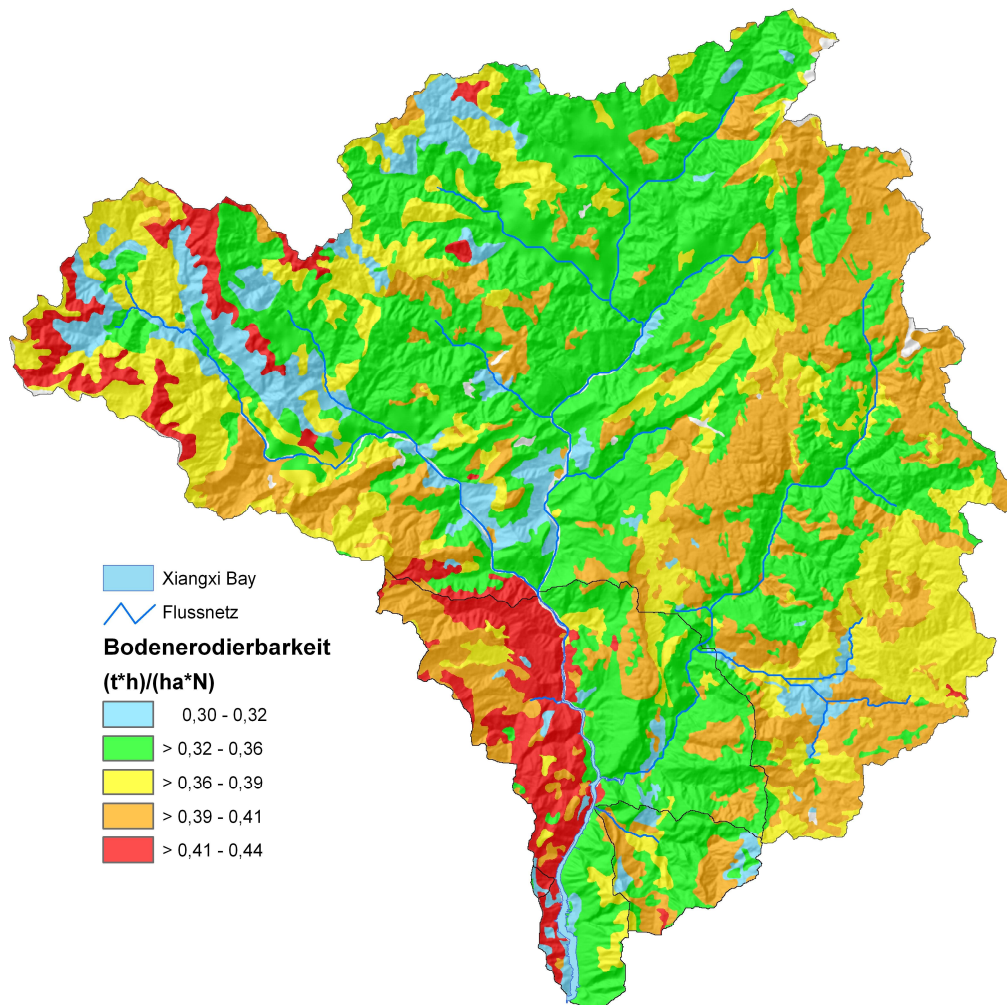 Xiangxi Bay
Flussnetz
Bodenerodierbarkeit
(t*h)/(ha*N)
0,30 - 0,32
> 0,32 - 0,36
> 0,36 - 0,39
> 0,39 - 0,41
> 0,41 - 0,44